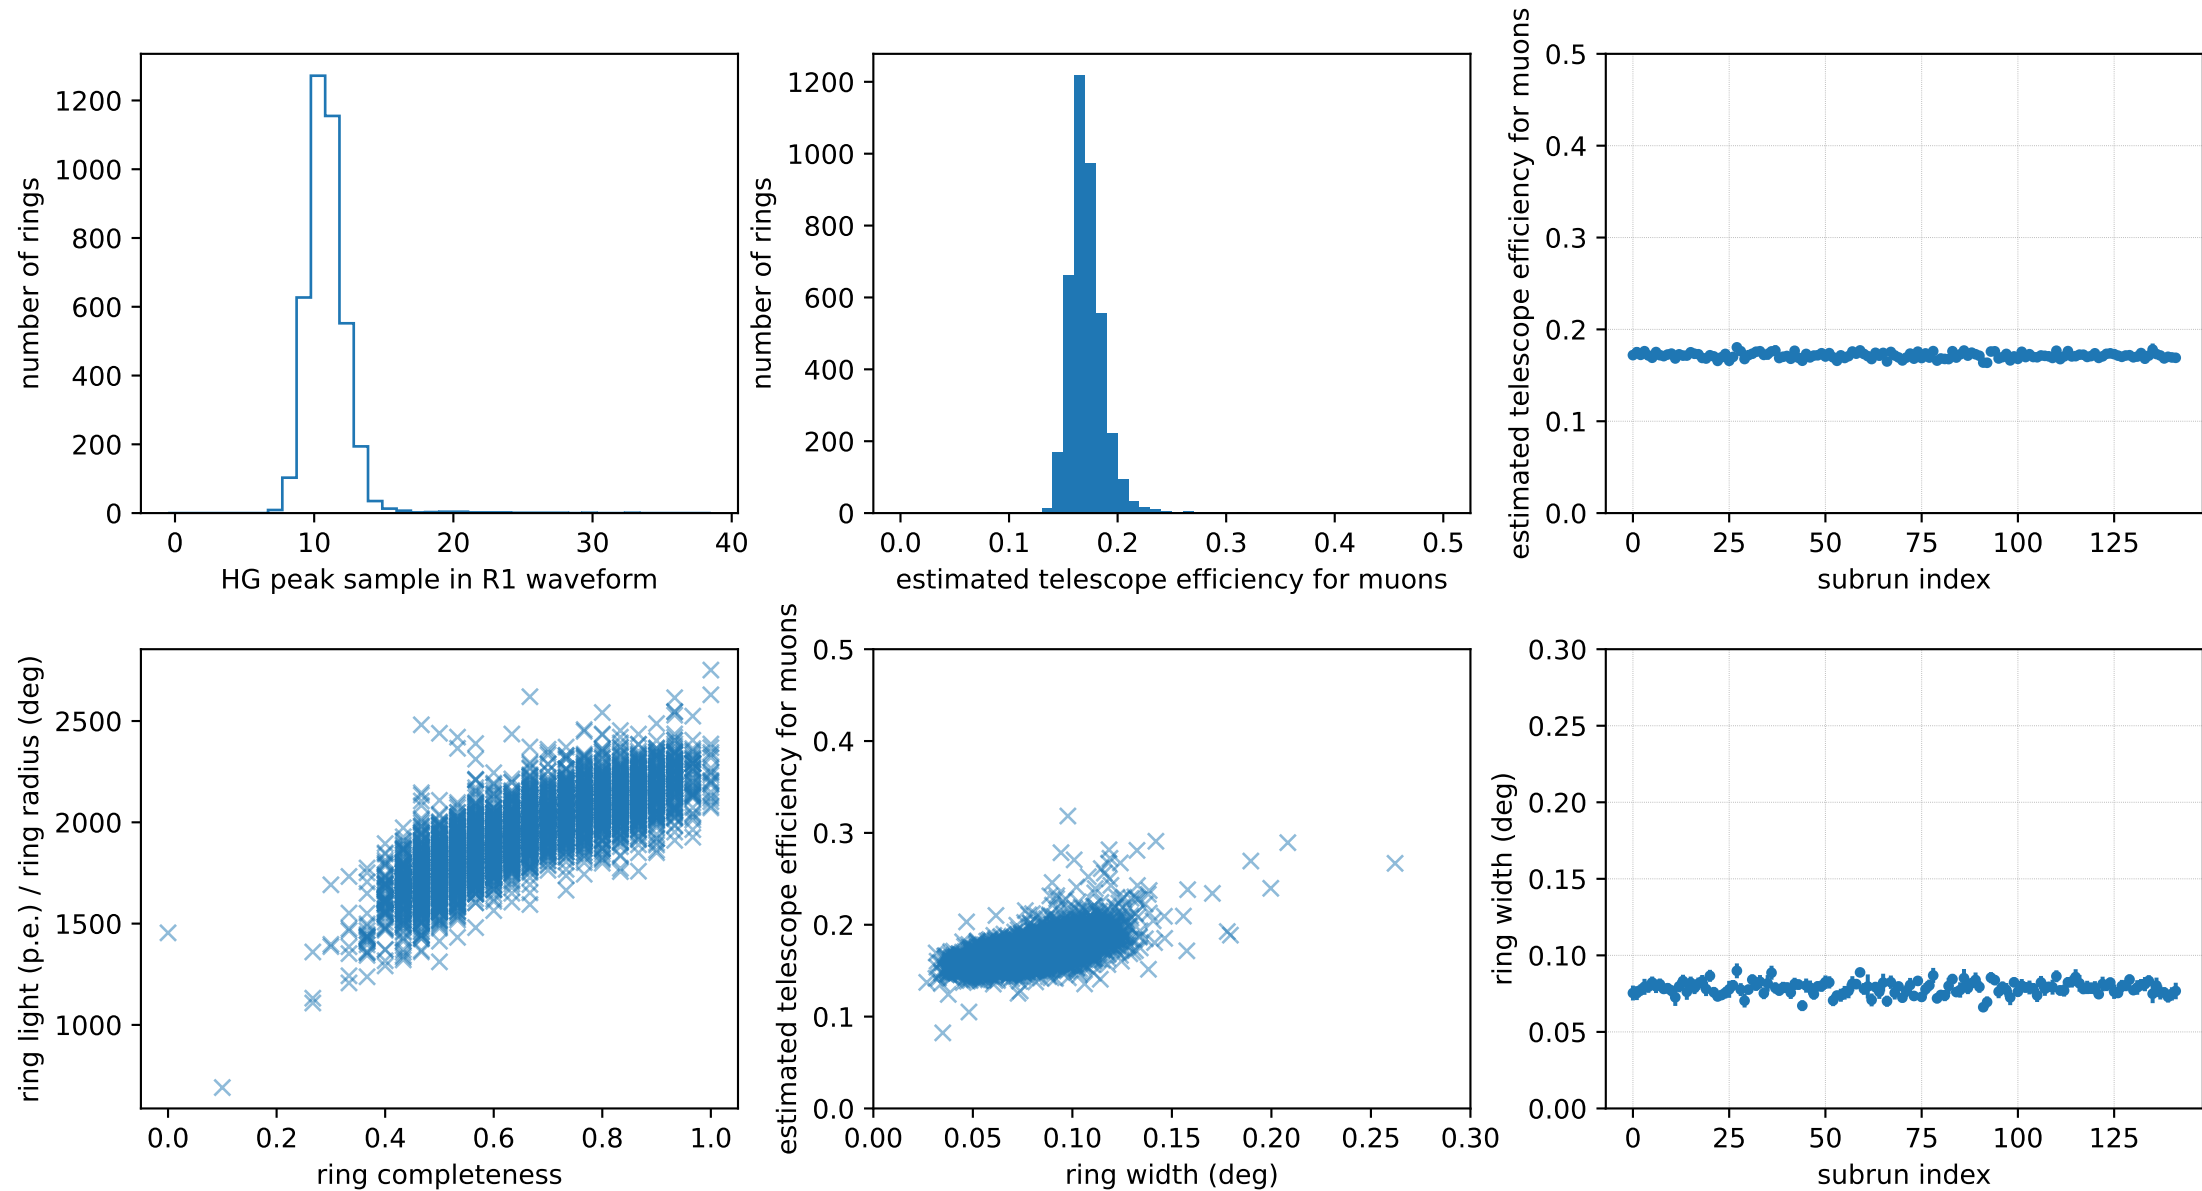 number of rings
1200
1000
800
600
400
200
0
0 10 20 30 40
HG peak sample in R1 waveform
number of rings
1200
1000
800
600
400
200
0
0.0 0.1 0.2 0.3 0.4 0.5
estimated telescope efficiency for muons
estimated telescope efficiency for muons
0.5
0.4
0.3
0.2
0.1
0.0
0 25 50 75 100 125
subrun index
ring light (p.e.) / ring radius (deg)
2500
2000
1500
1000
0.0 0.2 0.4 0.6 0.8 1.0
ring completeness
estimated telescope efficiency for muons
0.5
0.4
0.3
0.2
0.1
0.0
0.00 0.05 0.10 0.15 0.20 0.25 0.30
ring width (deg)
ring width (deg)
0.30
0.25
0.20
0.15
0.10
0.05
0.00
0 25 50 75 100 125
subrun index